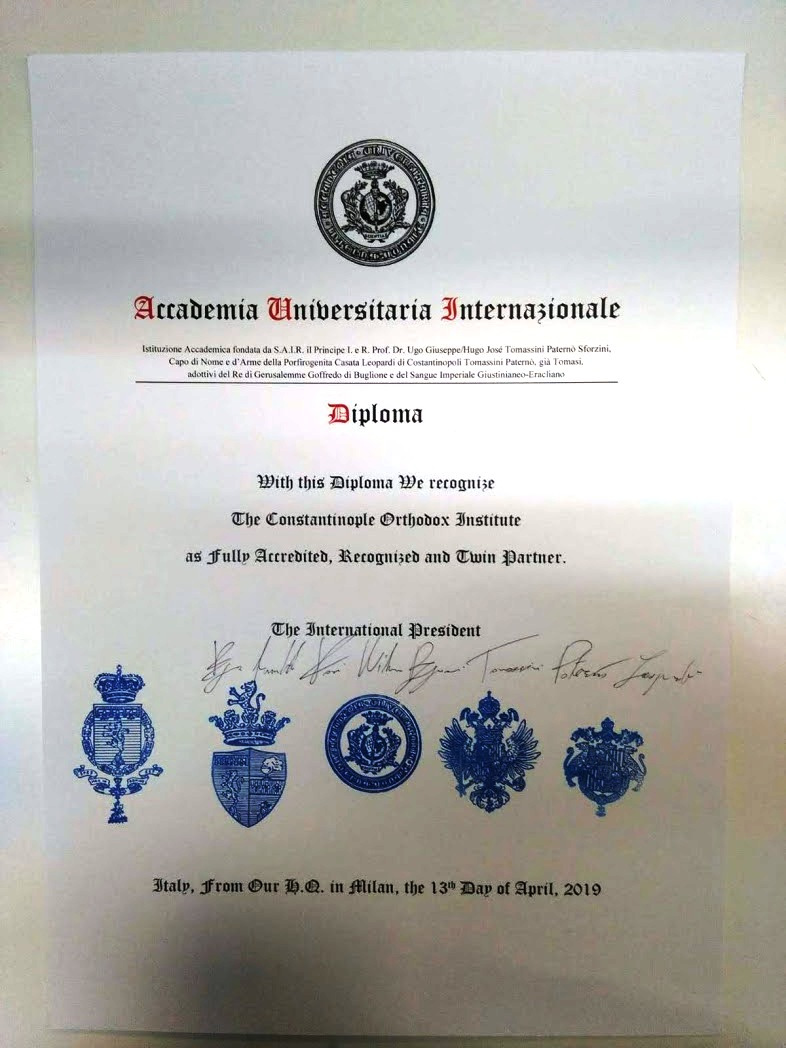 Accademia Universitaria Internazionale
Istituzione Accademica fondata da S.A.I.R. il Principe I. e R. Prof. Dr. Ugo Giuseppe/Hugo José Tomassini Paternò Sforzini,
Capo di Nome e d'Arme della Porfirogenita Casata Leopardi di Costantinopoli Tomassini Paternò, già Tomasi,
adottivi del Re di Gerusalemme Goffredo di Buglione e del Sangue Imperiale Giustinianeo-Eracliano
Diploma
With this Diploma We recognize
The Constantinople Orthodox Institute
as Fully Accredited, Recognized and Twin Partner.
The International President
Tomassini Paternò
Italy, From Our H.Q. in Milan, the 13th Day of April, 2019